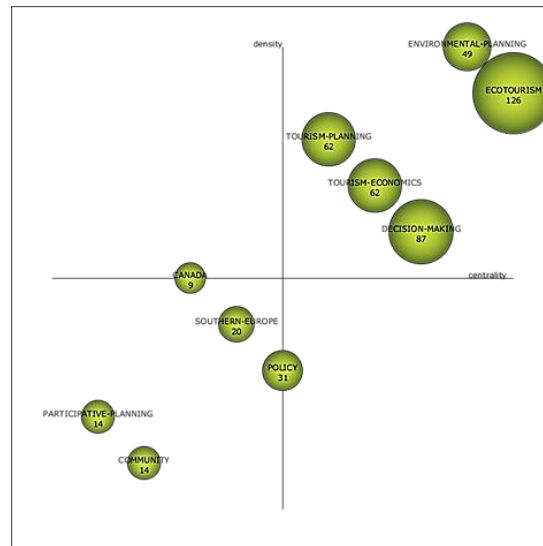 density
ENVIRONMENTAL-PLANNING
49
ECOTOURISM
126
TOURISM-PLANNING
62
TOURISM-ECONOMICS
62
DECISION-MAKING
87
CANADA
9
centrality
SOUTHERN-EUROPE
20
POLICY
31
PARTICIPATIVE-PLANNING
14
COMMUNITY
14